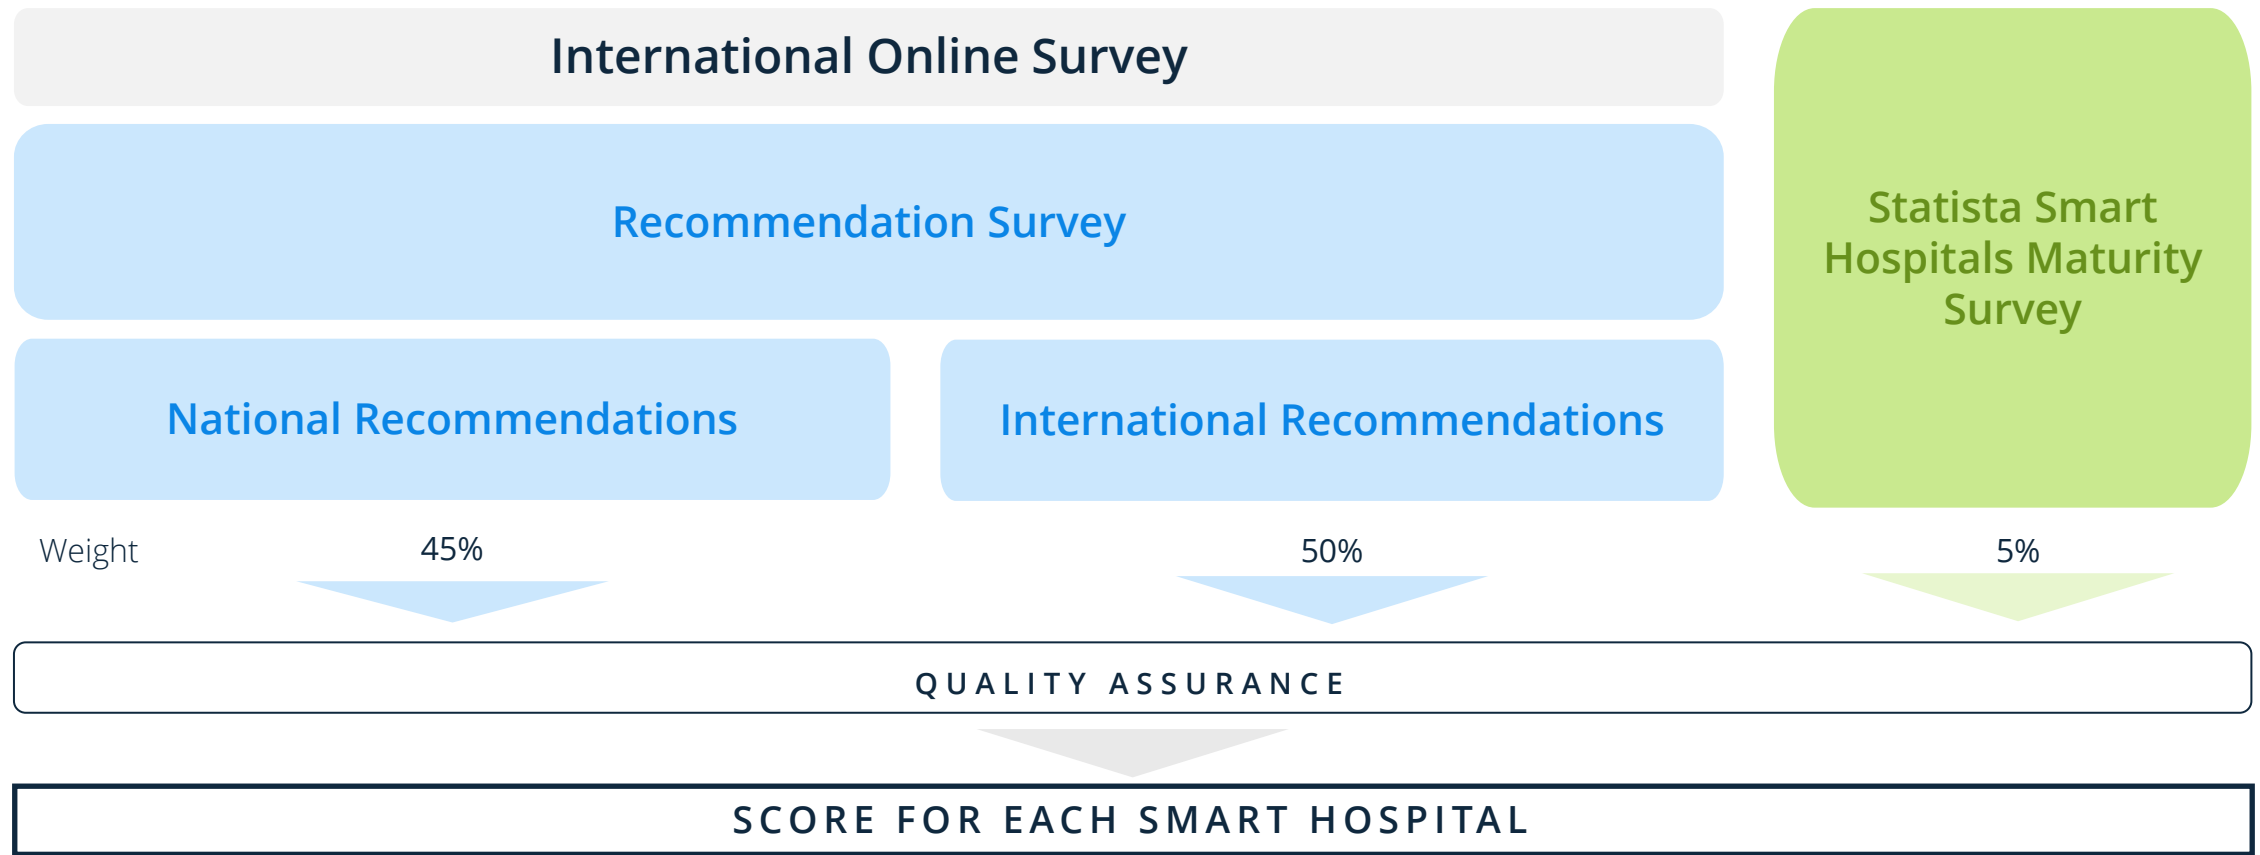 International Online Survey
Recommendation Survey
Statista Smart
Hospitals Maturity
Survey
National Recommendations
International Recommendations
Weight
45%
50%
5%
QUALITY ASSURANCE
SCORE FOR EACH SMART HOSPITAL